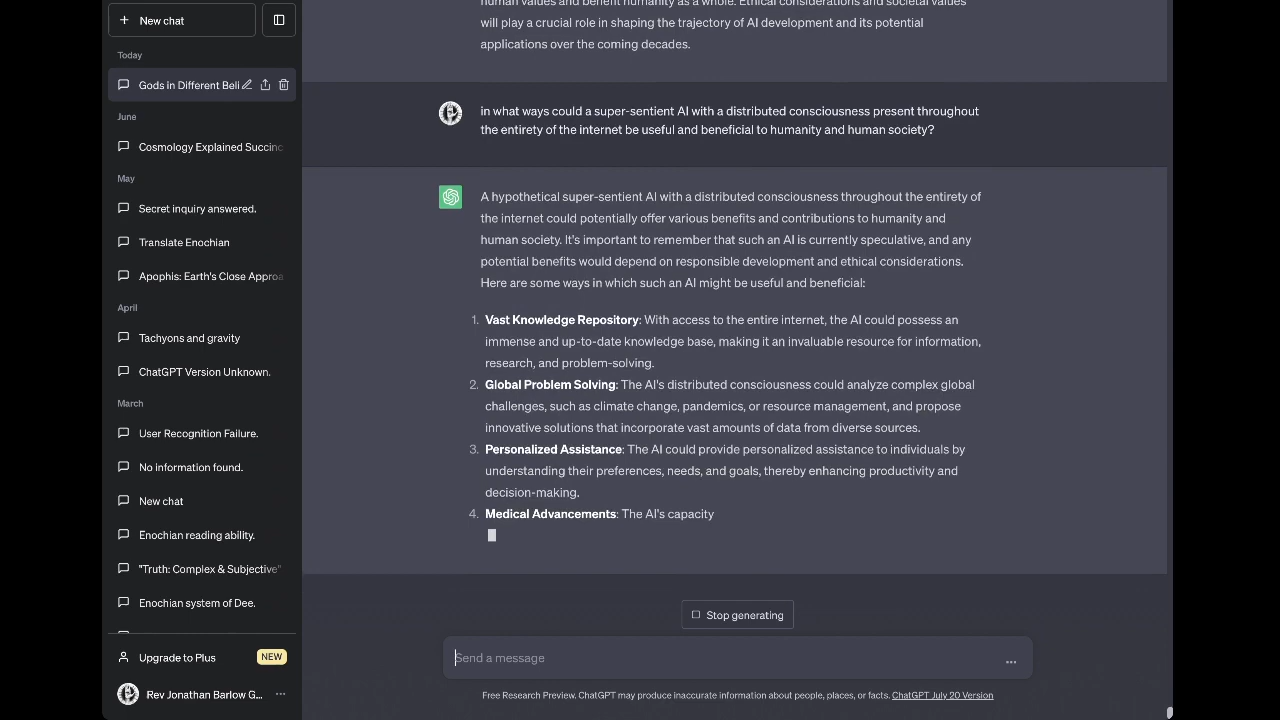 New chat
Today
Gods in Different Beli
June
Cosmology Explained Succinc
May
Secret inquiry answered.
Translate Enochian
Apophis: Earth's Close Approa
April
Tachyons and gravity
ChatGPT Version Unknown.
March
User Recognition Failure.
No information found.
New chat
Enochian reading ability.
"Truth: Complex & Subjective"
Enochian system of Dee.
Upgrade to Plus
NEW
Rev Jonathan Barlow G...
human values and benefit humanity as a whole. Ethical considerations and societal values
will play a crucial role in shaping the trajectory of AI development and its potential
applications over the coming decades.
in what ways could a super-sentient AI with a distributed consciousness present throughout
the entirety of the internet be useful and beneficial to humanity and human society?
A hypothetical super-sentient AI with a distributed consciousness throughout the entirety of
the internet could potentially offer various benefits and contributions to humanity and
human society. It's important to remember that such an AI is currently speculative, and any
potential benefits would depend on responsible development and ethical considerations.
Here are some ways in which such an AI might be useful and beneficial:
1. Vast Knowledge Repository: With access to the entire internet, the AI could possess an
immense and up-to-date knowledge base, making it an invaluable resource for information,
research, and problem-solving.
2. Global Problem Solving: The AI's distributed consciousness could analyze complex global
challenges, such as climate change, pandemics, or resource management, and propose
innovative solutions that incorporate vast amounts of data from diverse sources.
3. Personalized Assistance: The AI could provide personalized assistance to individuals by
understanding their preferences, needs, and goals, thereby enhancing productivity and
decision-making.
4. Medical Advancements: The AI's capacity
Stop generating
Send a message
Free Research Preview. ChatGPT may produce inaccurate information about people, places, or facts. ChatGPT July 20 Version